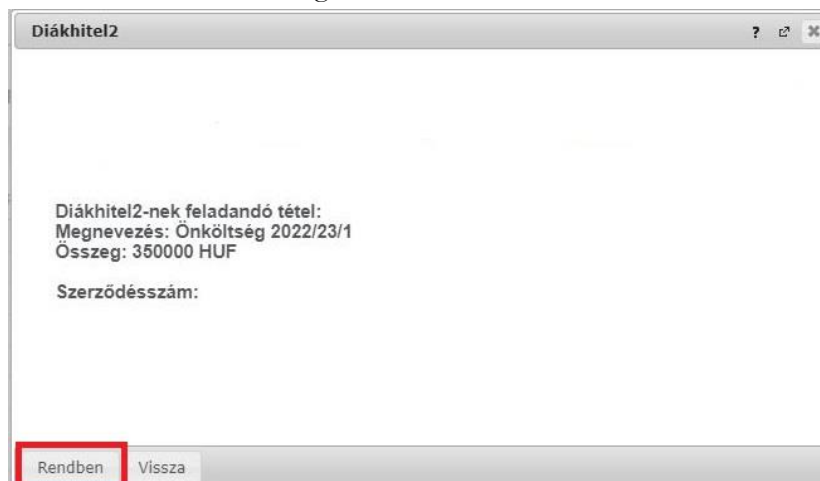 Diákhitel2
Diákhitel2-nek feladandó tétel:
Megnevezés: Önköltség 2022/23/1
Összeg: 350000 HUF
Szerződésszám:
Rendben Vissza